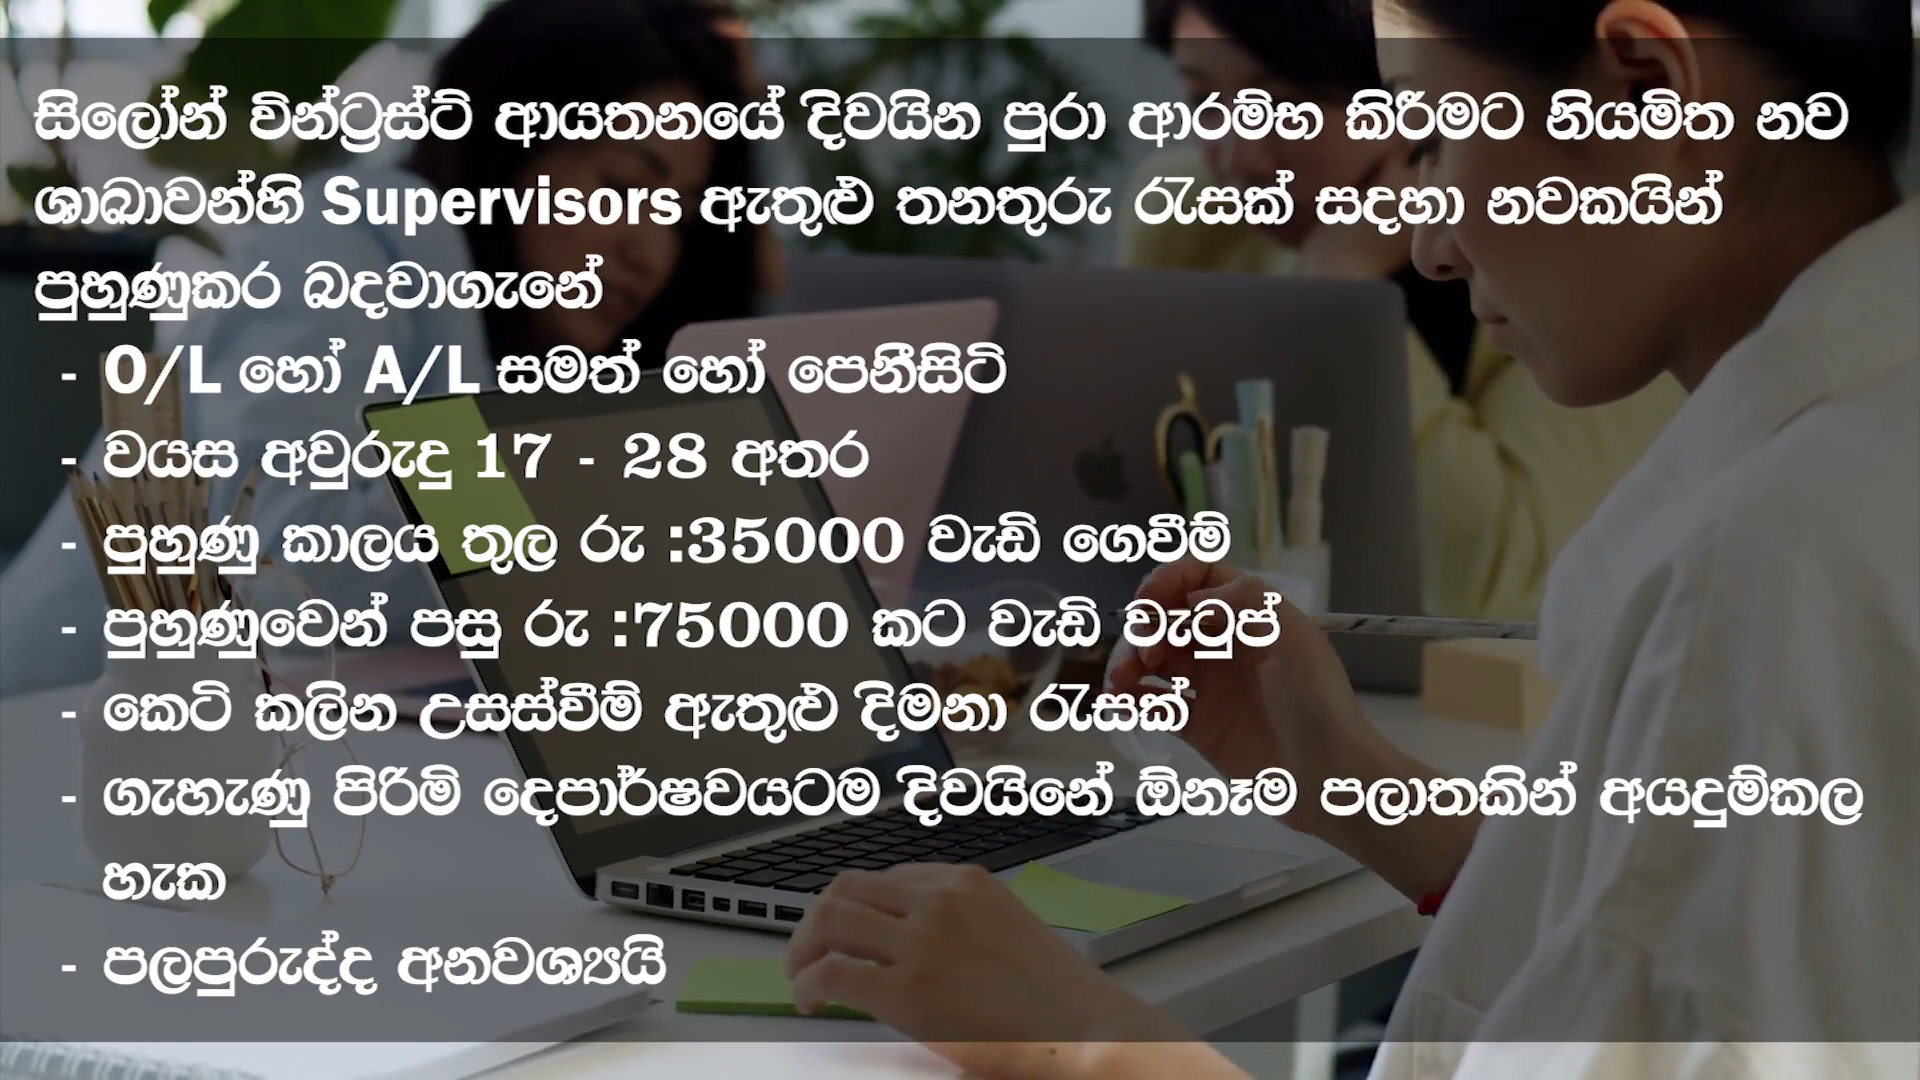 සිලෝන් වින්ට්‍රස්ට් ආයතනයේ දිවයින පුරා ආරම්භ කිරීමට නියමිත නව
ශාඛාවන්හි Supervisors ඇතුළු තනතුරු රැසක් සදහා නවකයින්
පුහුණුකර බදවාගැනේ
- O/L හෝ A/L සමත් හෝ පෙනීසිටි
- වයස අවුරුදු 17 - 28 අතර
- පුහුණු කාලය තුල රු :35000 වැඩි ගෙවීම්
- පුහුණුවෙන් පසු රු :75000 කට වැඩි වැටුප්
- කෙටි කලින උසස්වීම් ඇතුළු දිමනා රැසක්
- ගැහැණු පිරිමි දෙපාර්ෂවයටම දිවයිනේ ඕනෑම පලාතකින් අයදුම්කල
හැක
- පලපුරුද්ද අනවශ්‍යයි